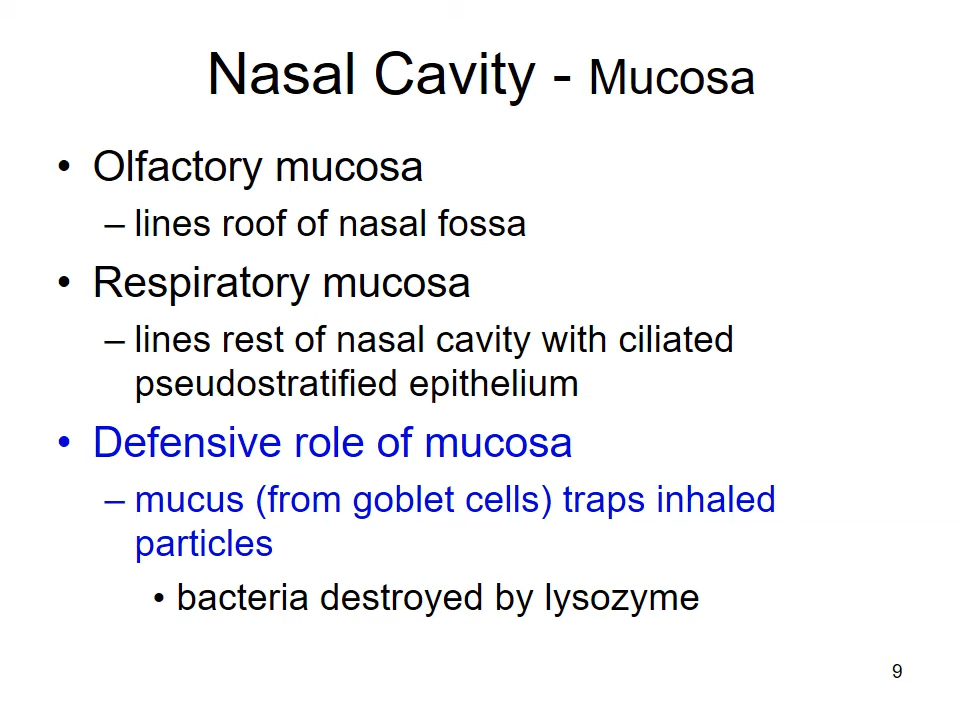 Nasal Cavity - Mucosa
• Olfactory mucosa
– lines roof of nasal fossa
• Respiratory mucosa
– lines rest of nasal cavity with ciliated
pseudostratified epithelium
• Defensive role of mucosa
– mucus (from goblet cells) traps inhaled
particles
• bacteria destroyed by lysozyme
9